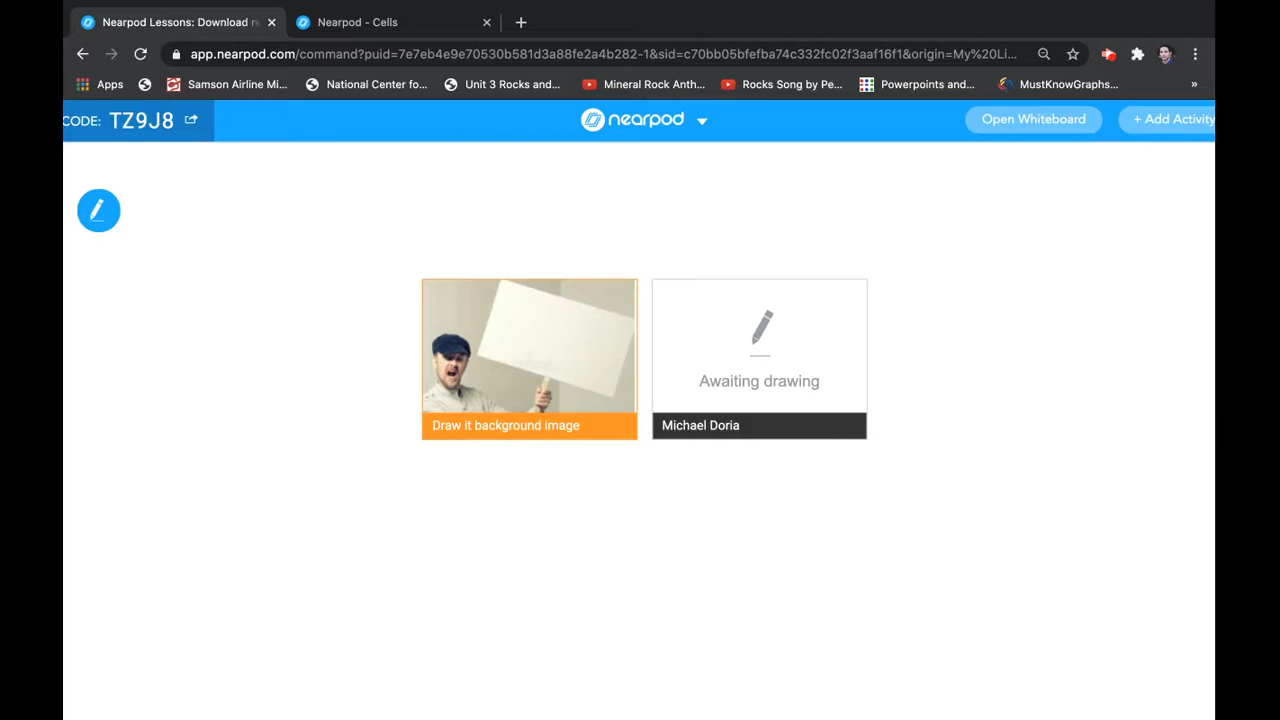 Nearpod Lessons: Download re
Nearpod - Cells
app.nearpod.com/command?puid=7e7eb4e9e70530b581d3a88fe2a4b282-1&sid=c70bb05bfefba74c332fc02f3aaf16f1&origin=My%20Li...
Apps
Samson Airline Mi...
National Center fo...
Unit 3 Rocks and...
Mineral Rock Anth...
Rocks Song by Pe...
Powerpoints and...
MustKnowGraphs...
»
CODE: TZ9J8
nearpod
Open Whiteboard
+ Add Activity
Awaiting drawing
Draw it background image
Michael Doria